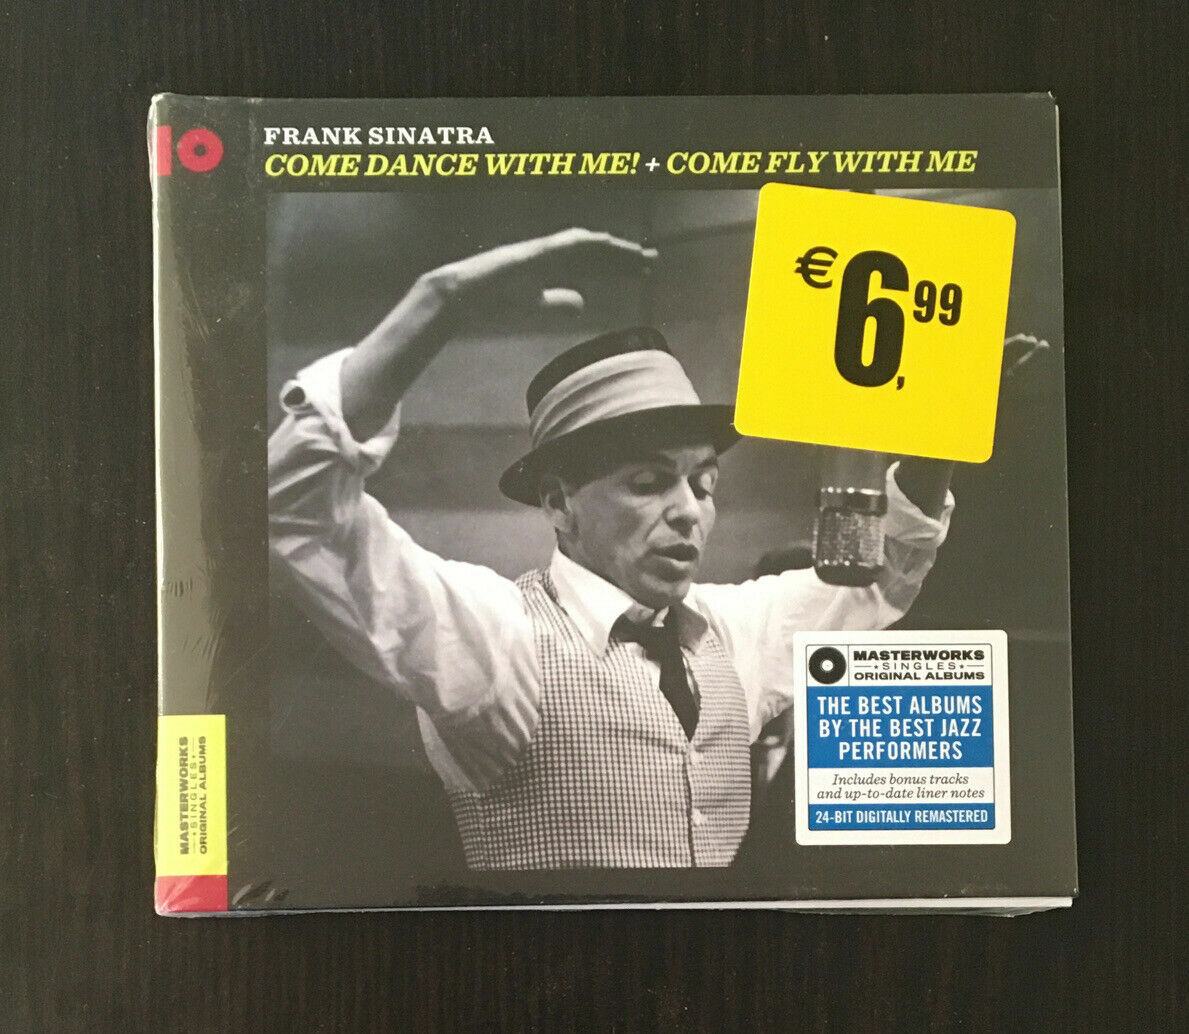 FRANK SINATRA
COME DANCE WITH ME! + COME FLY WITH ME
€6,99
MASTERWORKS
SINGLES
ORIGINAL ALBUMS
THE BEST ALBUMS
BY THE BEST JAZZ
PERFORMERS
Includes bonus tracks
and up-to-date liner notes
24-BIT DIGITALLY REMASTERED
MASTERWORKS
SINGLES
ORIGINAL ALBUMS